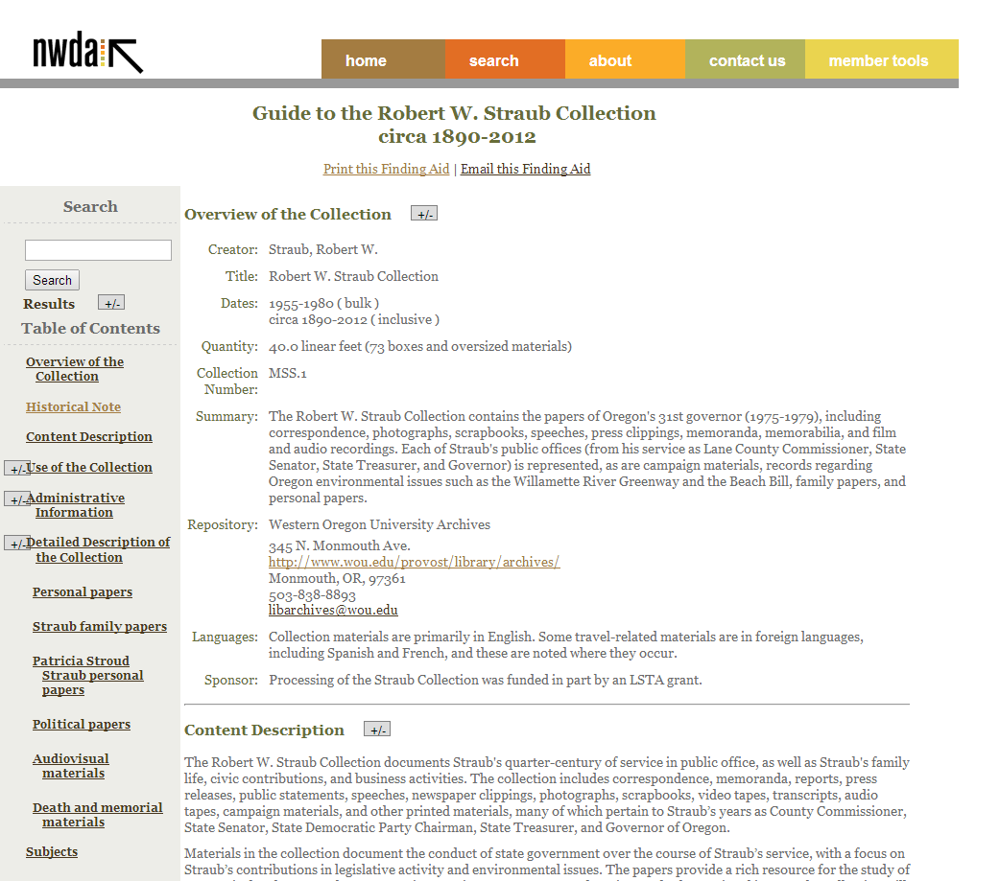 nwda
home search about contact us member tools
Guide to the Robert W. Straub Collection
circa 1890-2012
Print this Finding Aid | Email this Finding Aid
Search
Search
Results +/-
Table of Contents
Overview of the
Collection
Historical Note
Content Description
+/- Use of the Collection
+/- Administrative
Information
+/- Detailed Description of
the Collection
Personal papers
Straub family papers
Patricia Stroud
Straub personal
papers
Political papers
Audiovisual
materials
Death and memorial
materials
Subjects
Overview of the Collection +/-
Creator: Straub, Robert W.
Title: Robert W. Straub Collection
Dates: 1955-1980 ( bulk )
circa 1890-2012 ( inclusive )
Quantity: 40.0 linear feet (73 boxes and oversized materials)
Collection MSS.1
Number:
Summary: The Robert W. Straub Collection contains the papers of Oregon's 31st governor (1975-1979), including
correspondence, photographs, scrapbooks, speeches, press clippings, memoranda, memorabilia, and film
and audio recordings. Each of Straub's public offices (from his service as Lane County Commissioner, State
Senator, State Treasurer, and Governor) is represented, as are campaign materials, records regarding
Oregon environmental issues such as the Willamette River Greenway and the Beach Bill, family papers, and
personal papers.
Repository: Western Oregon University Archives
345 N. Monmouth Ave.
http://www.wou.edu/provost/library/archives/
Monmouth, OR, 97361
503-838-8893
libarchives@wou.edu
Languages: Collection materials are primarily in English. Some travel-related materials are in foreign languages,
including Spanish and French, and these are noted where they occur.
Sponsor: Processing of the Straub Collection was funded in part by an LSTA grant.
Content Description +/-
The Robert W. Straub Collection documents Straub's quarter-century of service in public office, as well as Straub's family
life, civic contributions, and business activities. The collection includes correspondence, memoranda, reports, press
releases, public statements, speeches, newspaper clippings, photographs, scrapbooks, video tapes, transcripts, audio
tapes, campaign materials, and other printed materials, many of which pertain to Straub’s years as County Commissioner,
State Senator, State Democratic Party Chairman, State Treasurer, and Governor of Oregon.
Materials in the collection document the conduct of state government over the course of Straub’s service, with a focus on
Straub’s contributions in legislative activity and environmental issues. The papers provide a rich resource for the study of